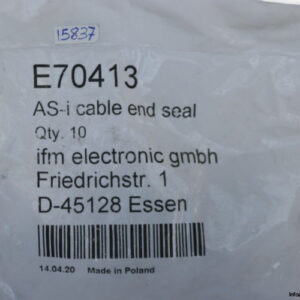 15837
E70413
AS-i cable end seal
Qty. 10
ifm electronic gmbh
Friedrichstr. 1
D-45128 Essen
14.04.20 Made in Poland